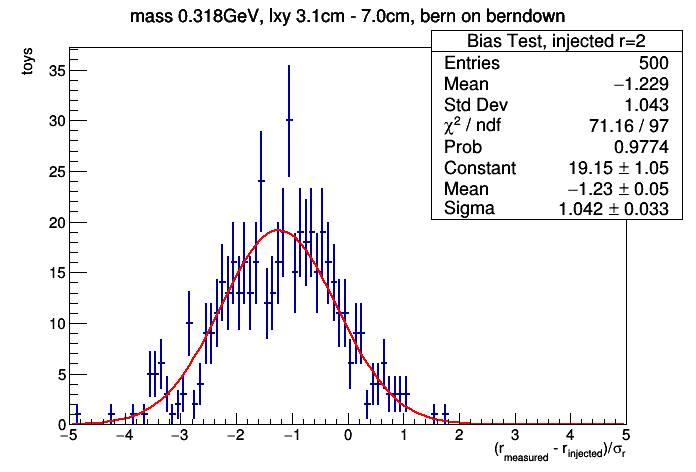 mass 0.318GeV, lxy 3.1cm - 7.0cm, bern on berndown
Bias Test, injected r=2
Entries 500
Mean −1.229
Std Dev 1.043
χ² / ndf 71.16 / 97
Prob 0.9774
Constant 19.15 ± 1.05
Mean −1.23 ± 0.05
Sigma 1.042 ± 0.033
toys
35
30
25
20
15
10
5
0
−5 −4 −3 −2 −1 0 1 2 3 4 5
(r_measured - r_injected)/σ_r